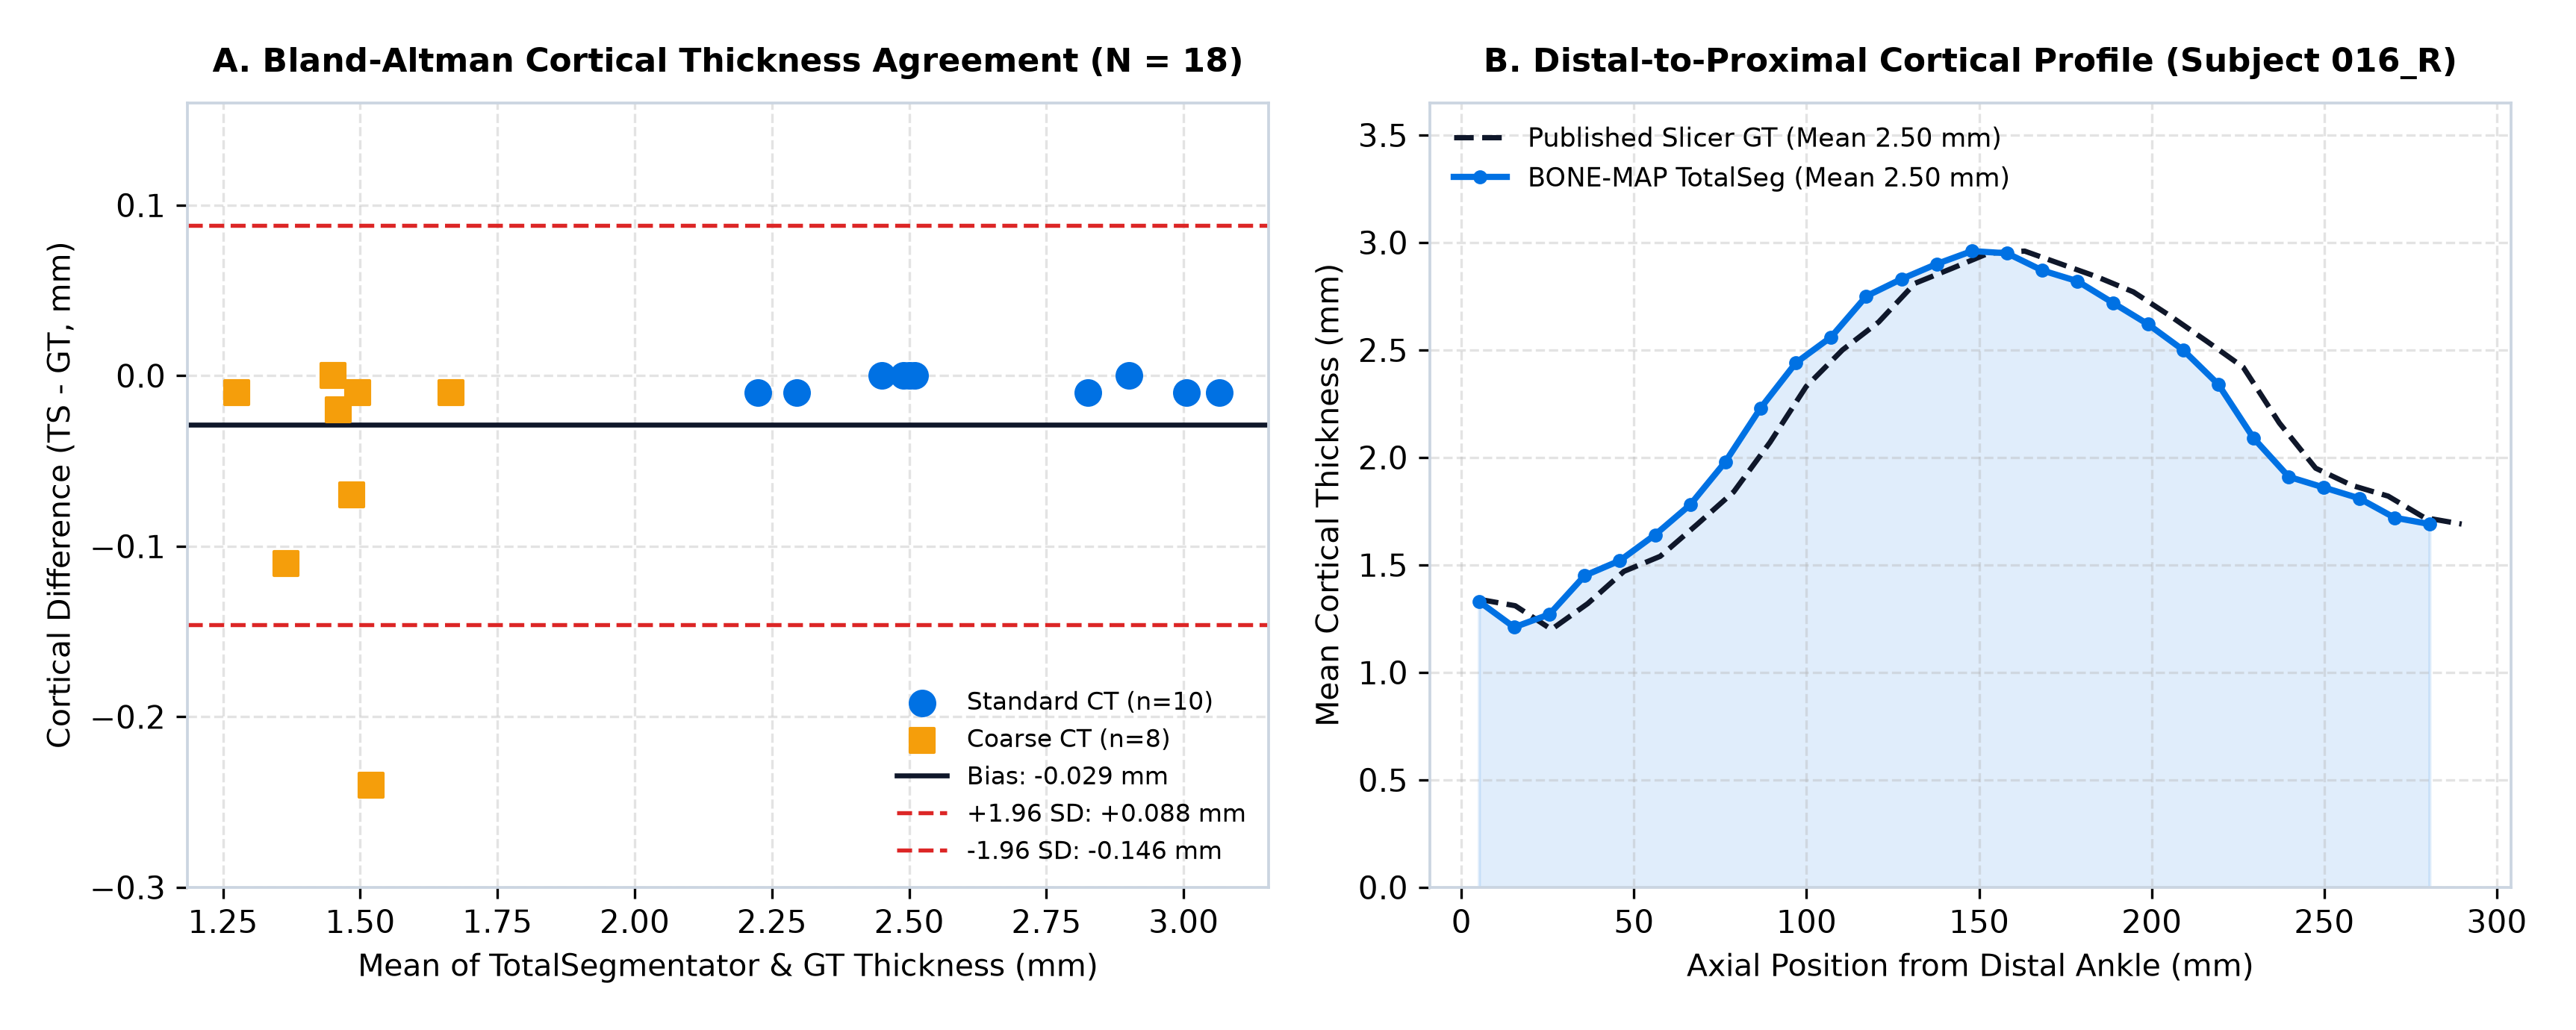 A. Bland-Altman Cortical Thickness Agreement (N = 18)
Cortical Difference (TS - GT, mm)
0.1
0.0
−0.1
−0.2
−0.3
Standard CT (n=10)
Coarse CT (n=8)
Bias: -0.029 mm
+1.96 SD: +0.088 mm
-1.96 SD: -0.146 mm
1.25 1.50 1.75 2.00 2.25 2.50 2.75 3.00
Mean of TotalSegmentator & GT Thickness (mm)
B. Distal-to-Proximal Cortical Profile (Subject 016_R)
Mean Cortical Thickness (mm)
3.5
3.0
2.5
2.0
1.5
1.0
0.5
0.0
Published Slicer GT (Mean 2.50 mm)
BONE-MAP TotalSeg (Mean 2.50 mm)
0 50 100 150 200 250 300
Axial Position from Distal Ankle (mm)